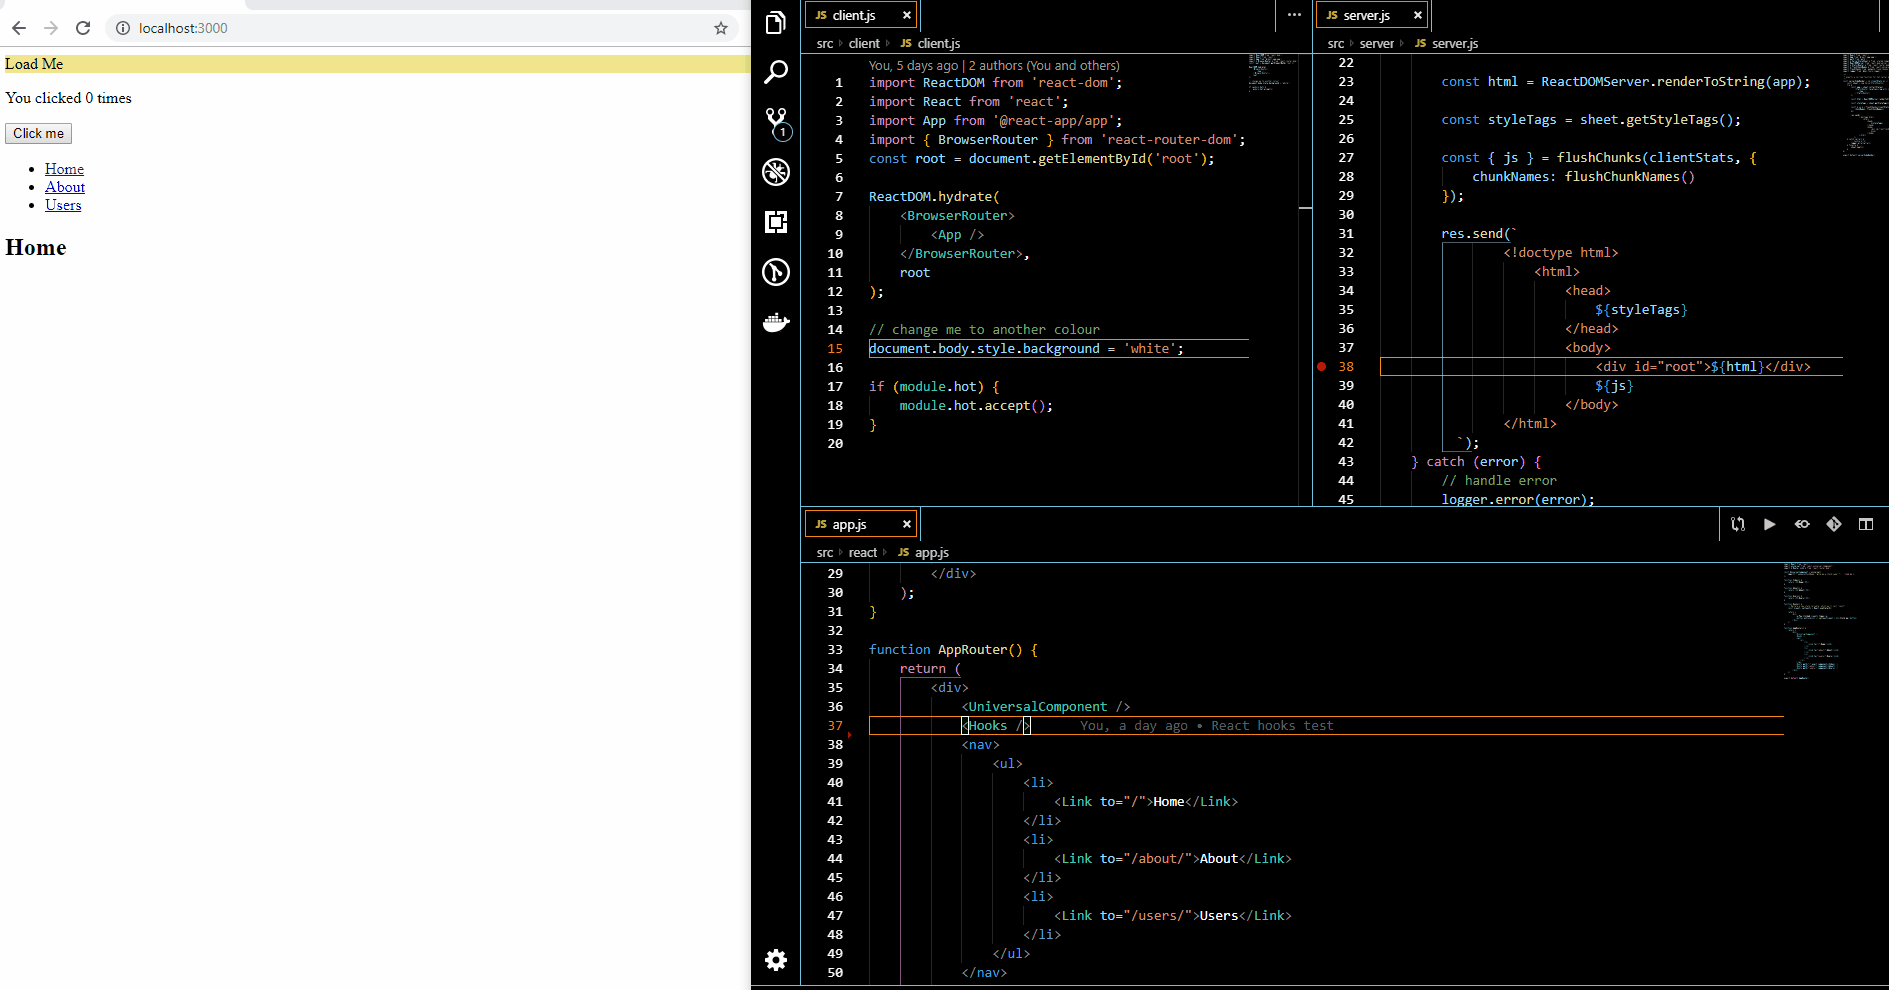 localhost:3000
Load Me
You clicked 0 times
Click me
Home
About
Users
Home
1
JS client.js ×
src › client › JS client.js
You, 5 days ago | 2 authors (You and others)
1 import ReactDOM from 'react-dom';
2 import React from 'react';
3 import App from '@react-app/app';
4 import { BrowserRouter } from 'react-router-dom';
5 const root = document.getElementById('root');
6
7 ReactDOM.hydrate(
8 <BrowserRouter>
9 <App />
10 </BrowserRouter>,
11 root
12 );
13
14 // change me to another colour
15 document.body.style.background = 'white';
16
17 if (module.hot) {
18 module.hot.accept();
19 }
20
JS server.js ×
src › server › JS server.js
22
23 const html = ReactDOMServer.renderToString(app);
24
25 const styleTags = sheet.getStyleTags();
26
27 const { js } = flushChunks(clientStats, {
28 chunkNames: flushChunkNames()
29 });
30
31 res.send(`
32 <!doctype html>
33 <html>
34 <head>
35 ${styleTags}
36 </head>
37 <body>
38 <div id="root">${html}</div>
39 ${js}
40 </body>
41 </html>
42 `);
43 } catch (error) {
44 // handle error
45 logger.error(error);
JS app.js ×
src › react › JS app.js
29 </div>
30 );
31 }
32
33 function AppRouter() {
34 return (
35 <div>
36 <UniversalComponent />
37 <Hooks /> You, a day ago • React hooks test
38 <nav>
39 <ul>
40 <li>
41 <Link to="/">Home</Link>
42 </li>
43 <li>
44 <Link to="/about/">About</Link>
45 </li>
46 <li>
47 <Link to="/users/">Users</Link>
48 </li>
49 </ul>
50 </nav>